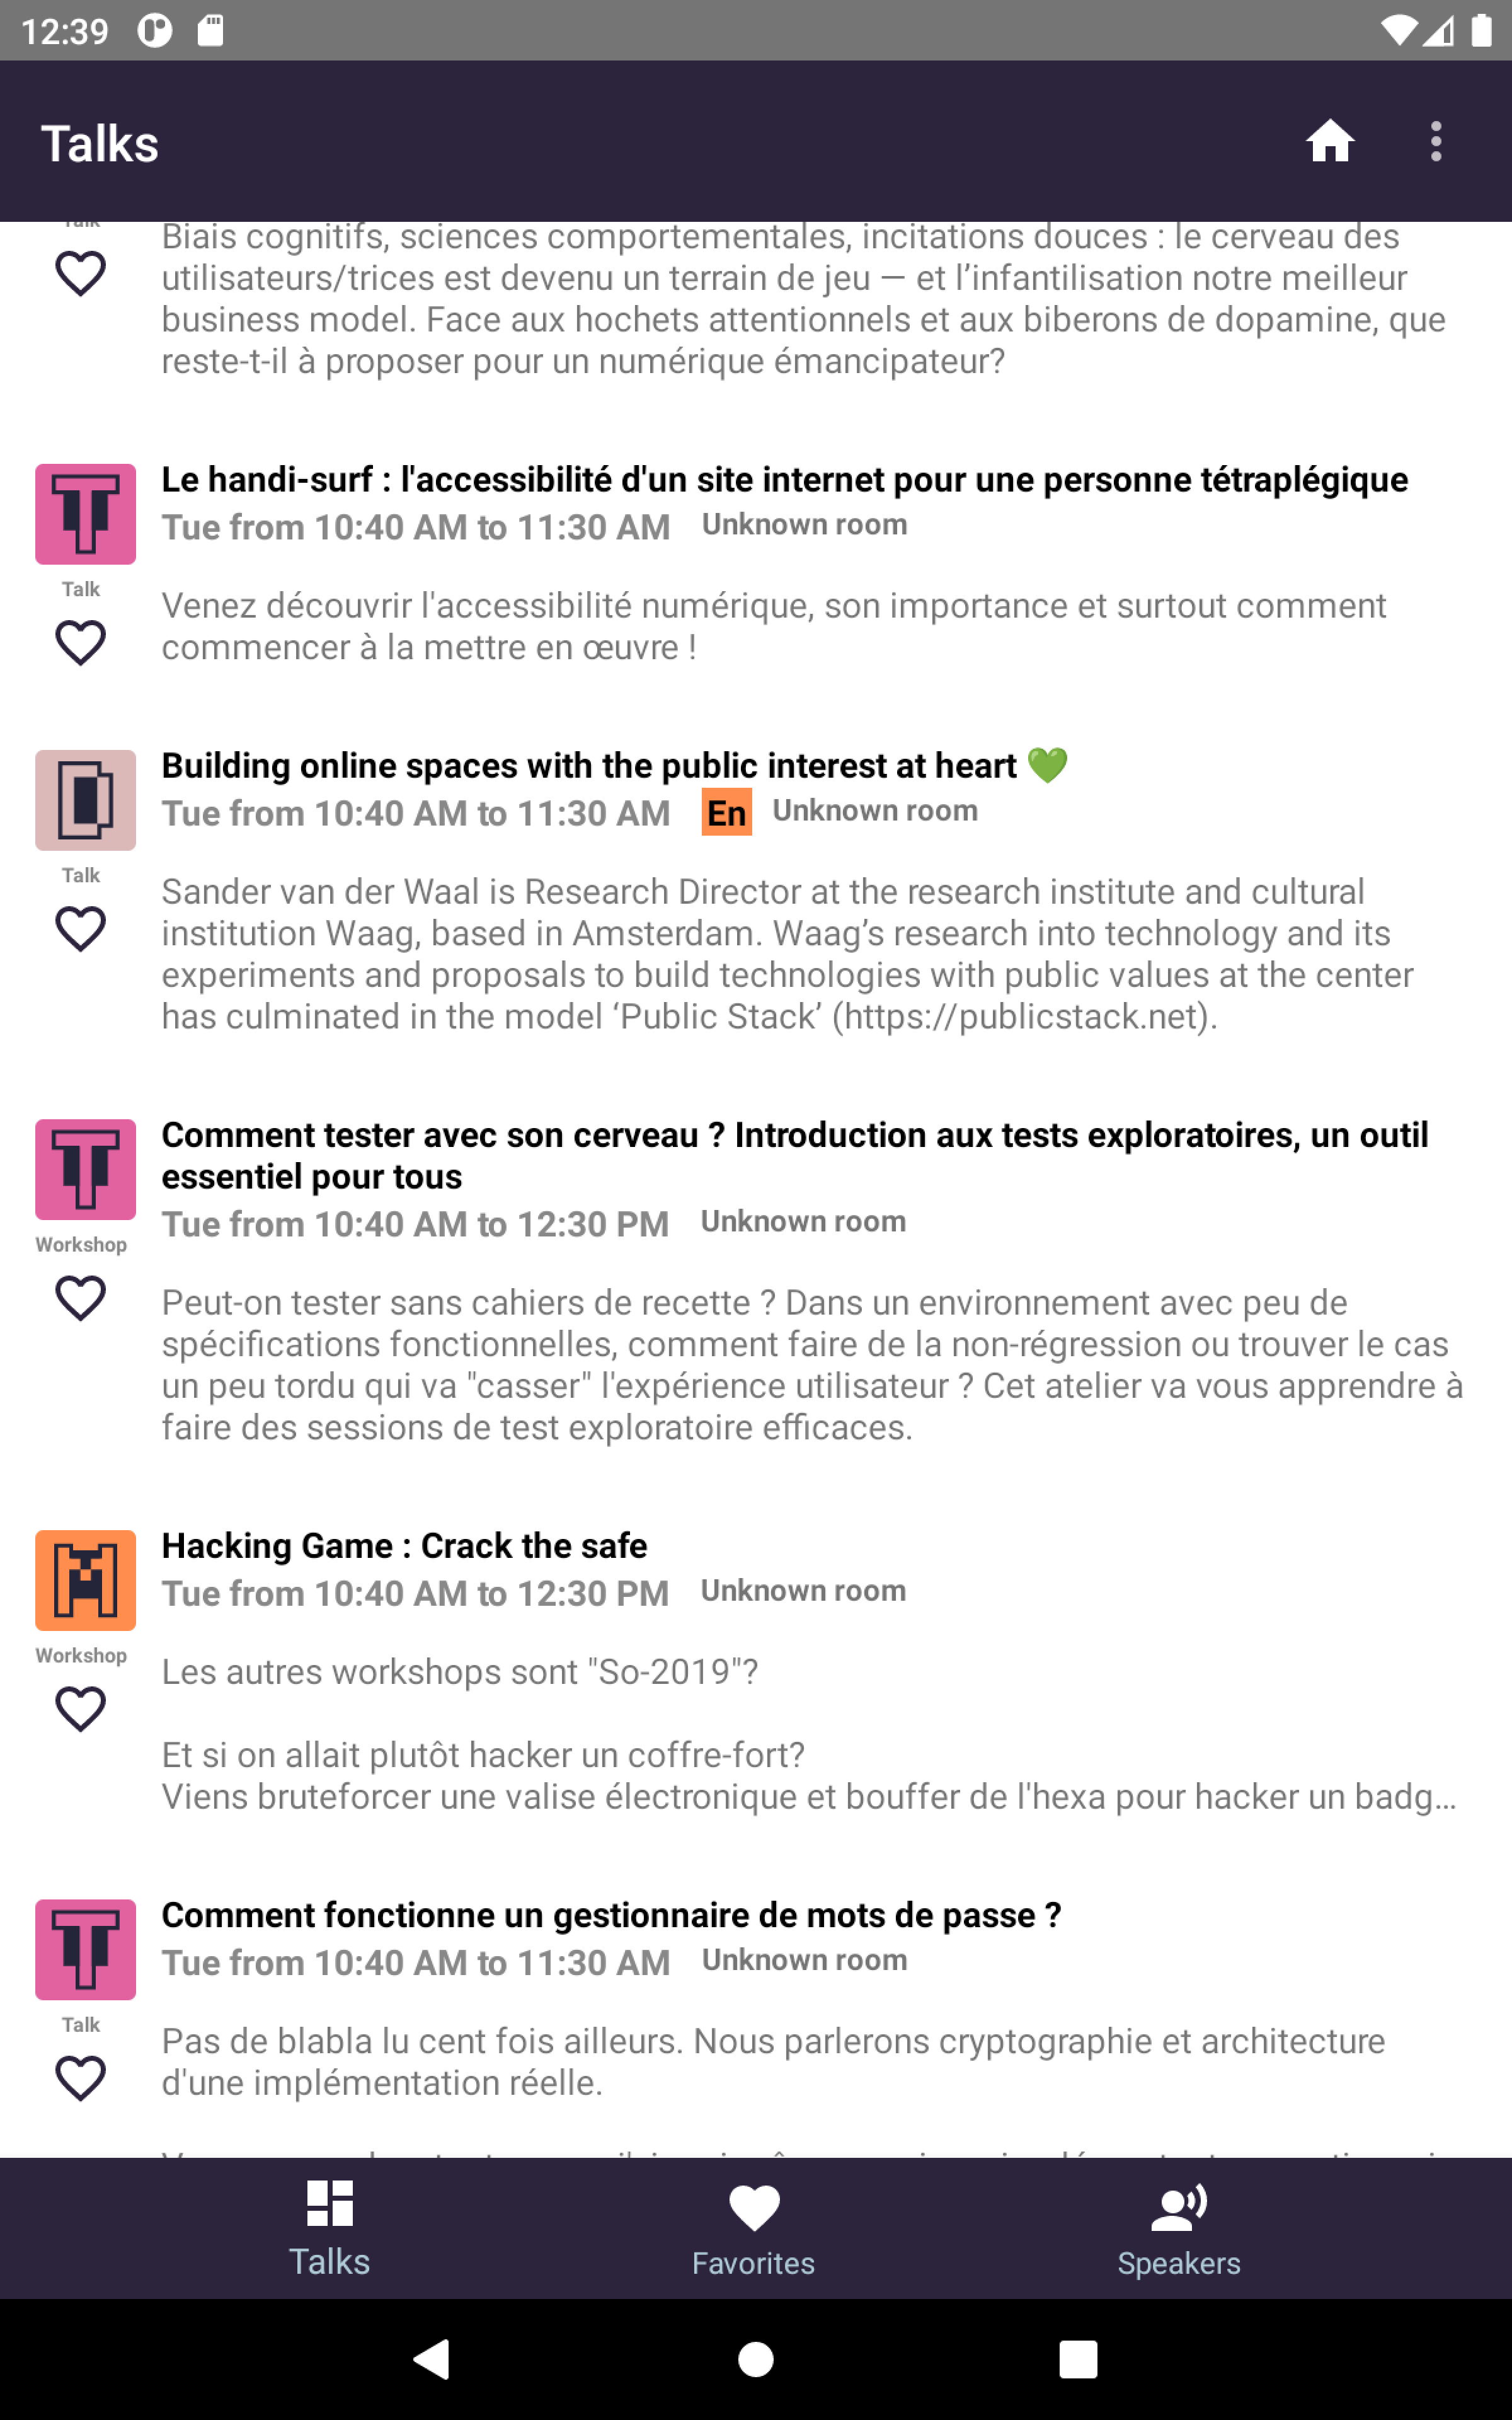 12:39
Talks
Biais cognitifs, sciences comportementales, incitations douces : le cerveau des
utilisateurs/trices est devenu un terrain de jeu — et l’infantilisation notre meilleur
business model. Face aux hochets attentionnels et aux biberons de dopamine, que
reste-t-il à proposer pour un numérique émancipateur?
Le handi-surf : l'accessibilité d'un site internet pour une personne tétraplégique
Tue from 10:40 AM to 11:30 AM Unknown room
Talk
Venez découvrir l'accessibilité numérique, son importance et surtout comment
commencer à la mettre en œuvre !
Building online spaces with the public interest at heart 💚
Tue from 10:40 AM to 11:30 AM En Unknown room
Talk
Sander van der Waal is Research Director at the research institute and cultural
institution Waag, based in Amsterdam. Waag’s research into technology and its
experiments and proposals to build technologies with public values at the center
has culminated in the model ‘Public Stack’ (https://publicstack.net).
Comment tester avec son cerveau ? Introduction aux tests exploratoires, un outil
essentiel pour tous
Tue from 10:40 AM to 12:30 PM Unknown room
Workshop
Peut-on tester sans cahiers de recette ? Dans un environnement avec peu de
spécifications fonctionnelles, comment faire de la non-régression ou trouver le cas
un peu tordu qui va "casser" l'expérience utilisateur ? Cet atelier va vous apprendre à
faire des sessions de test exploratoire efficaces.
Hacking Game : Crack the safe
Tue from 10:40 AM to 12:30 PM Unknown room
Workshop
Les autres workshops sont "So-2019"?
Et si on allait plutôt hacker un coffre-fort?
Viens bruteforcer une valise électronique et bouffer de l'hexa pour hacker un badg…
Comment fonctionne un gestionnaire de mots de passe ?
Tue from 10:40 AM to 11:30 AM Unknown room
Talk
Pas de blabla lu cent fois ailleurs. Nous parlerons cryptographie et architecture
d'une implémentation réelle.
Talks
Favorites
Speakers